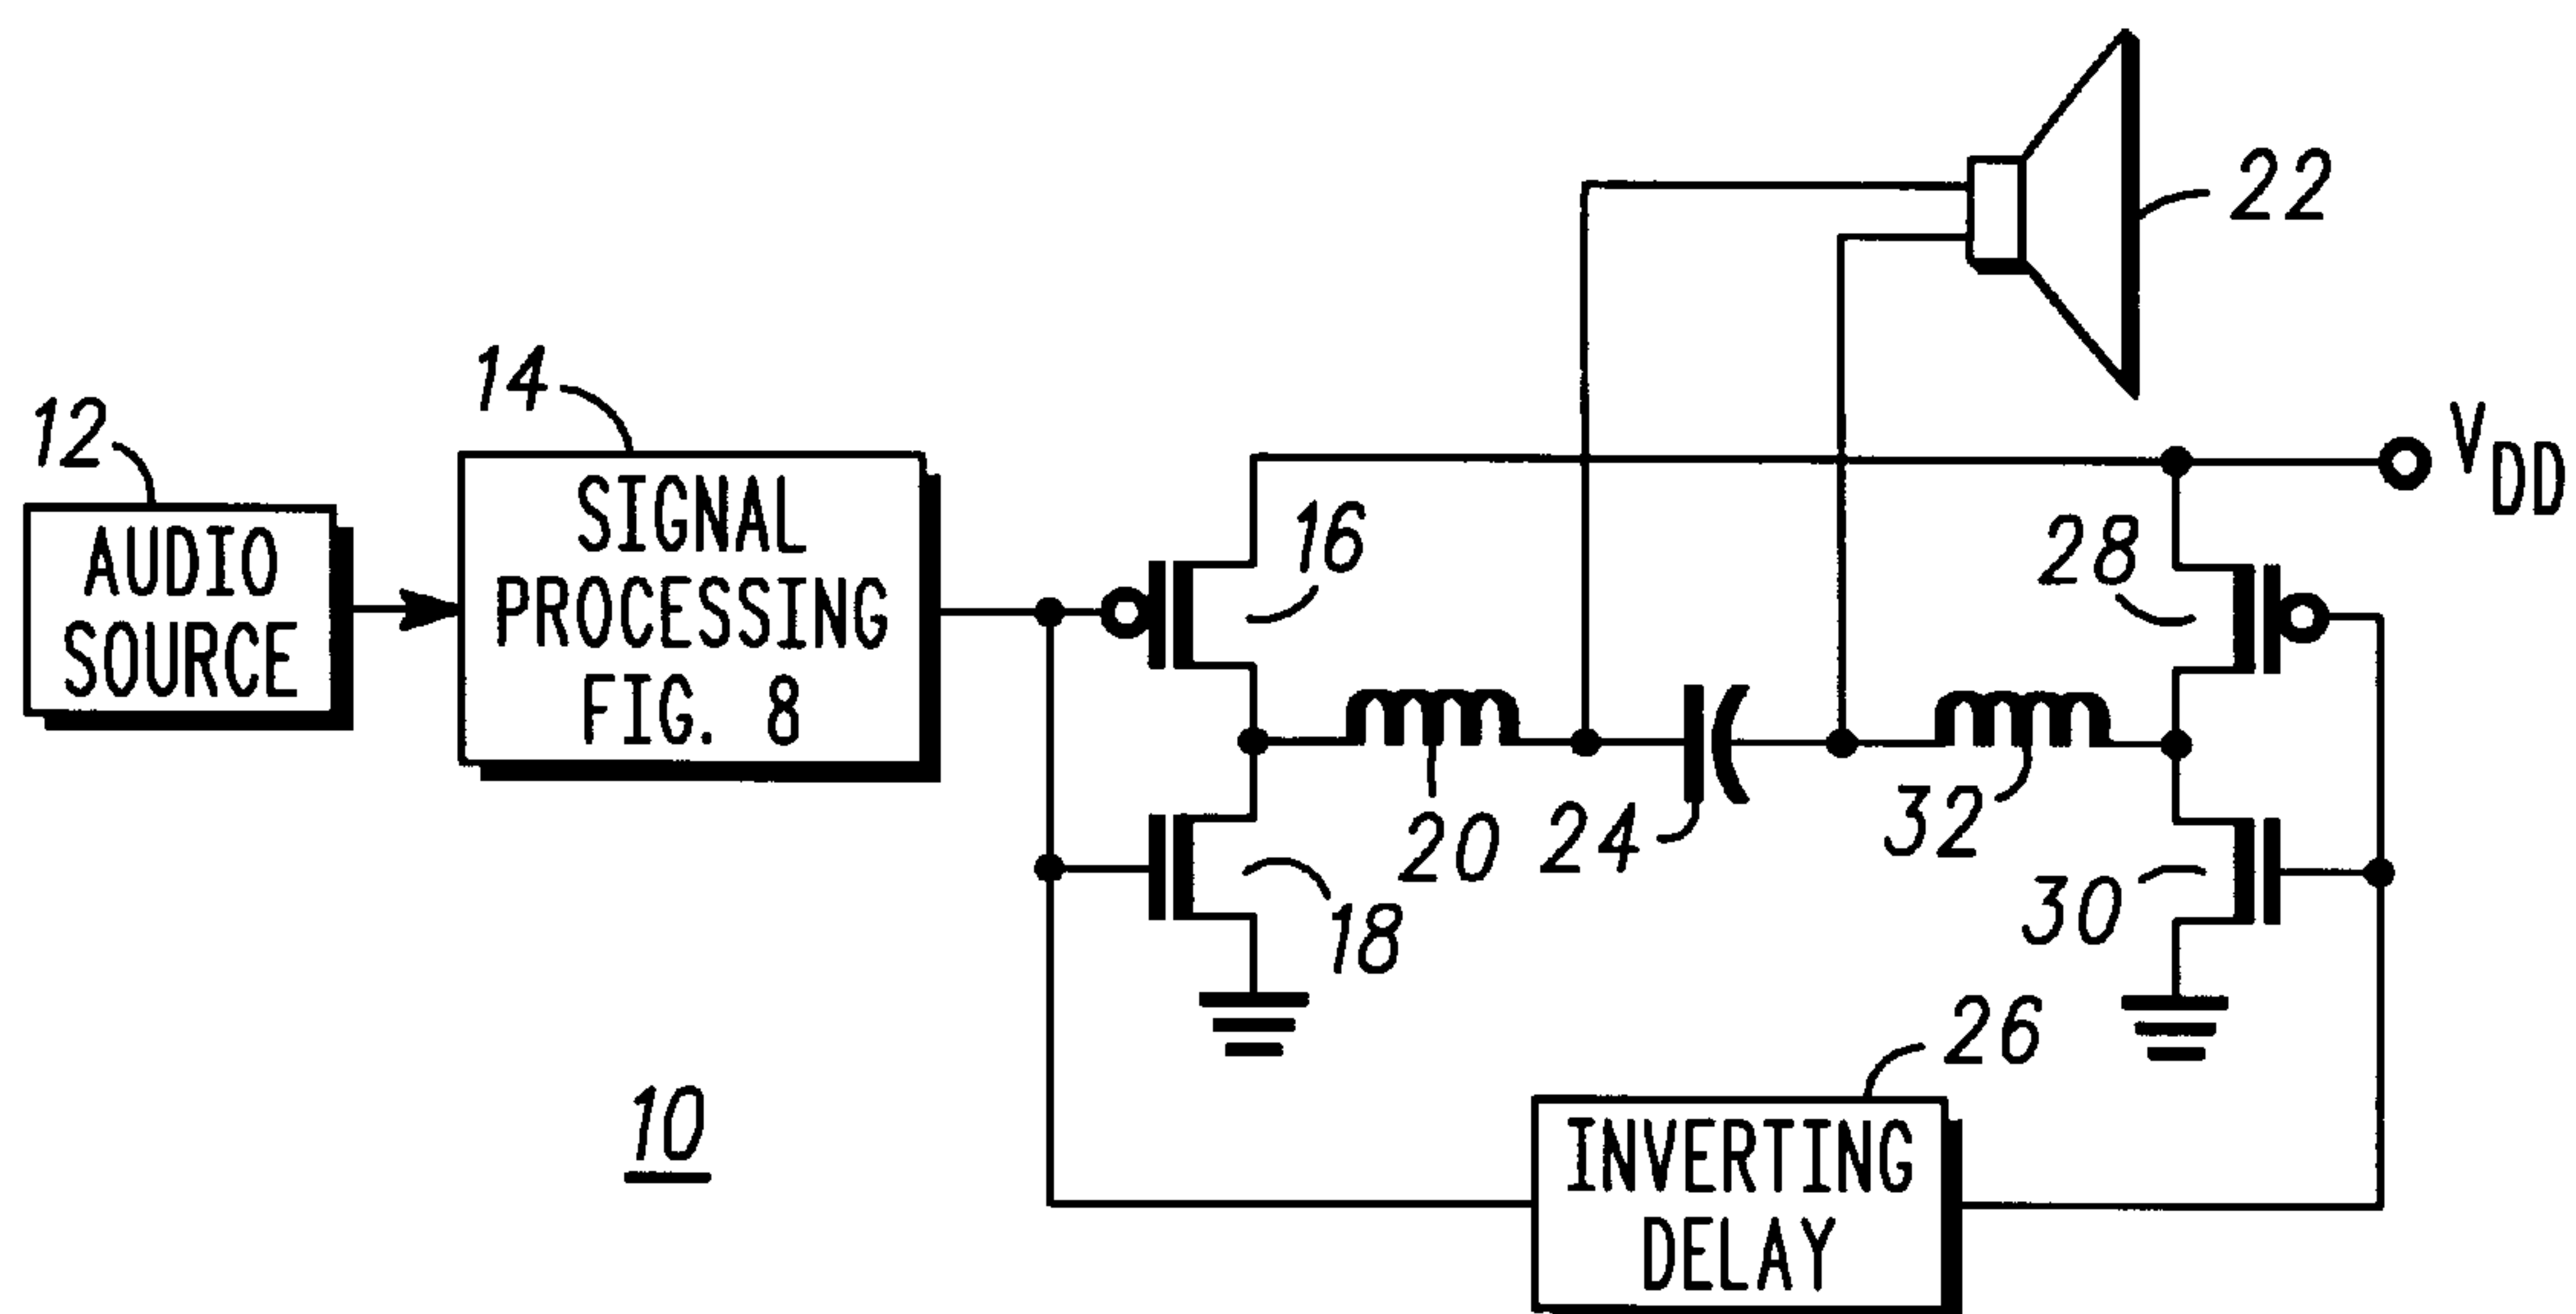 22
14
12
V DD
SIGNAL
PROCESSING
FIG. 8
AUDIO
SOURCE
16
28
20
24
32
18
30
26
10
INVERTING
DELAY